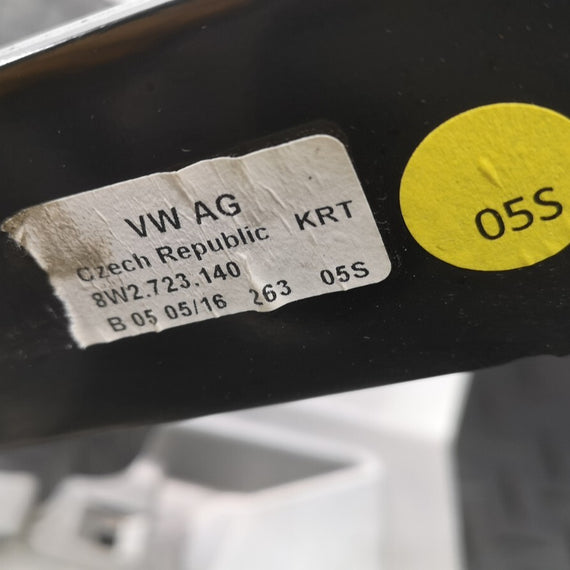 VW AG
Czech Republic KRT
8W2.723.140
B 05 05/16 263 05S
05S